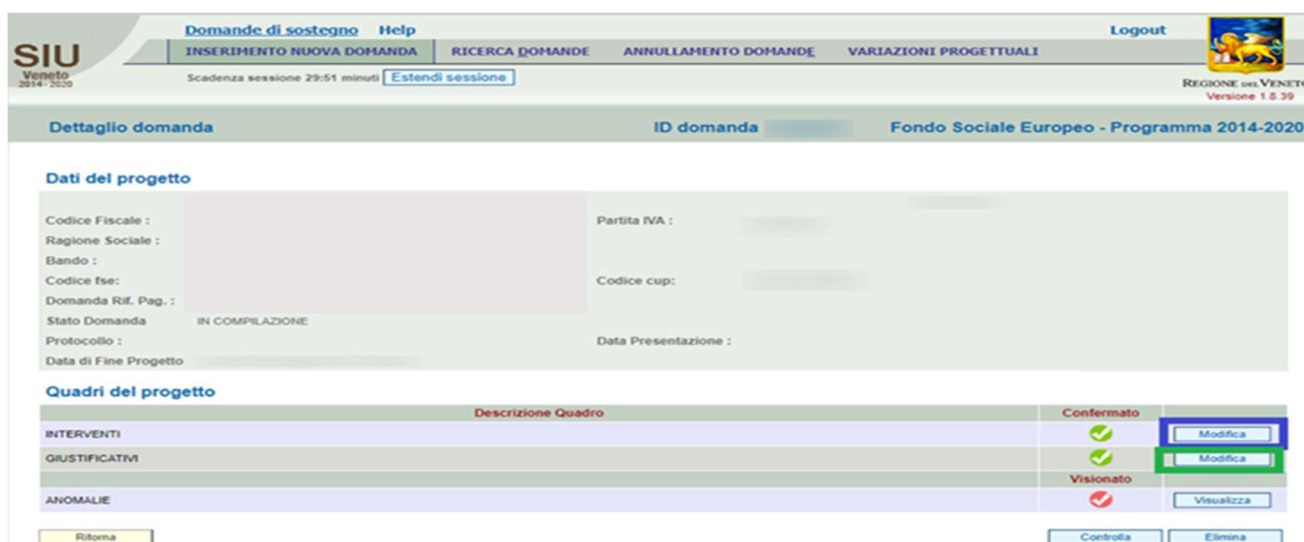 Domande di sostegno Help Logout
SIU
Veneto
2014-2020
INSERIMENTO NUOVA DOMANDA RICERCA DOMANDE ANNULLAMENTO DOMANDE VARIAZIONI PROGETTUALI
Scadenza sessione 29:51 minuti Estendi sessione
REGIONE DEL VENETO
Versione 1.8.39
Dettaglio domanda ID domanda Fondo Sociale Europeo - Programma 2014-2020
Dati del progetto
Codice Fiscale : Partita IVA :
Ragione Sociale :
Bando :
Codice fse: Codice cup:
Domanda Rif. Pag. :
Stato Domanda IN COMPILAZIONE
Protocollo : Data Presentazione :
Data di Fine Progetto
Quadri del progetto
Descrizione Quadro Confermato
INTERVENTI Modifica
GIUSTIFICATIVI Modifica
Visionato
ANOMALIE Visualizza
Ritorna Controlla Elimina